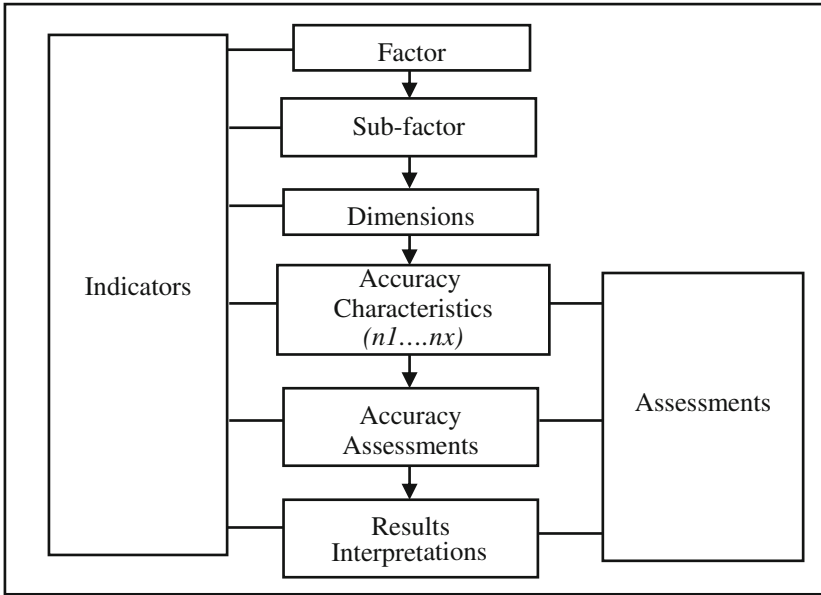 Indicators
Factor
Sub-factor
Dimensions
Accuracy
Characteristics
(n1....nx)
Accuracy
Assessments
Results
Interpretations
Assessments